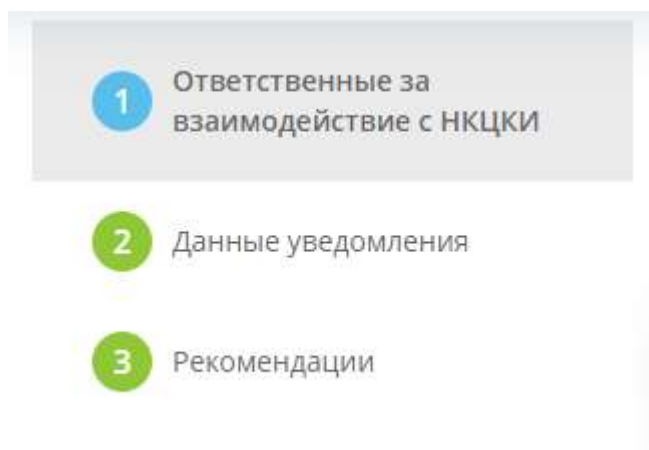 1 Ответственные за
взаимодействие с НКЦКИ
2 Данные уведомления
3 Рекомендации